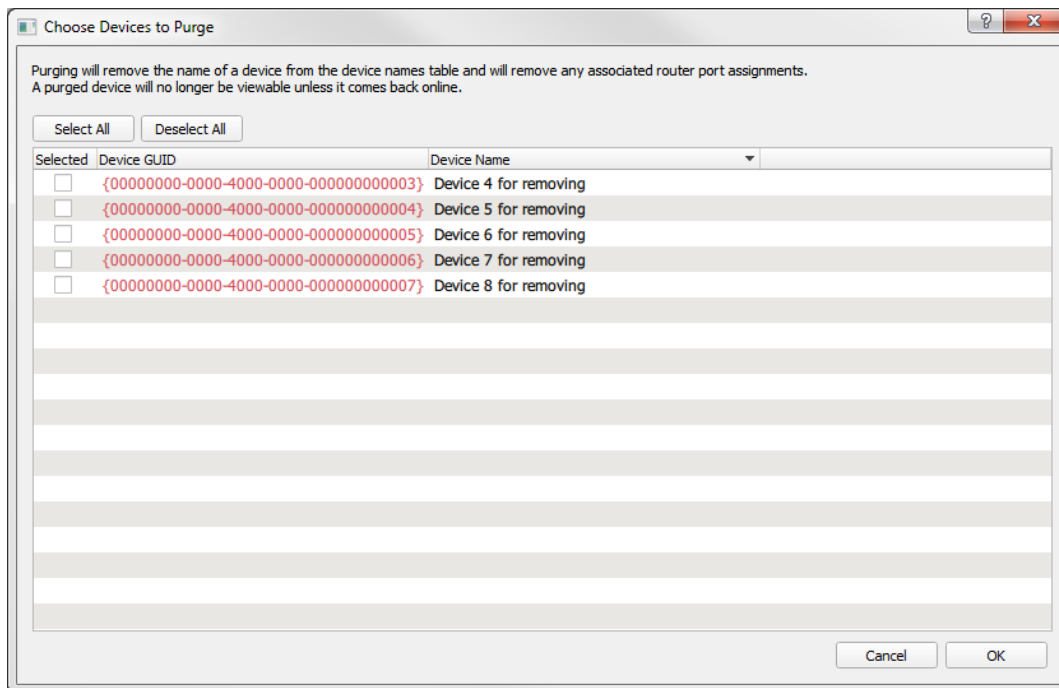 Choose Devices to Purge
Purging will remove the name of a device from the device names table and will remove any associated router port assignments.
A purged device will no longer be viewable unless it comes back online.
Select All Deselect All
Selected Device GUID Device Name
{00000000-0000-4000-0000-000000000003} Device 4 for removing
{00000000-0000-4000-0000-000000000004} Device 5 for removing
{00000000-0000-4000-0000-000000000005} Device 6 for removing
{00000000-0000-4000-0000-000000000006} Device 7 for removing
{00000000-0000-4000-0000-000000000007} Device 8 for removing
Cancel OK